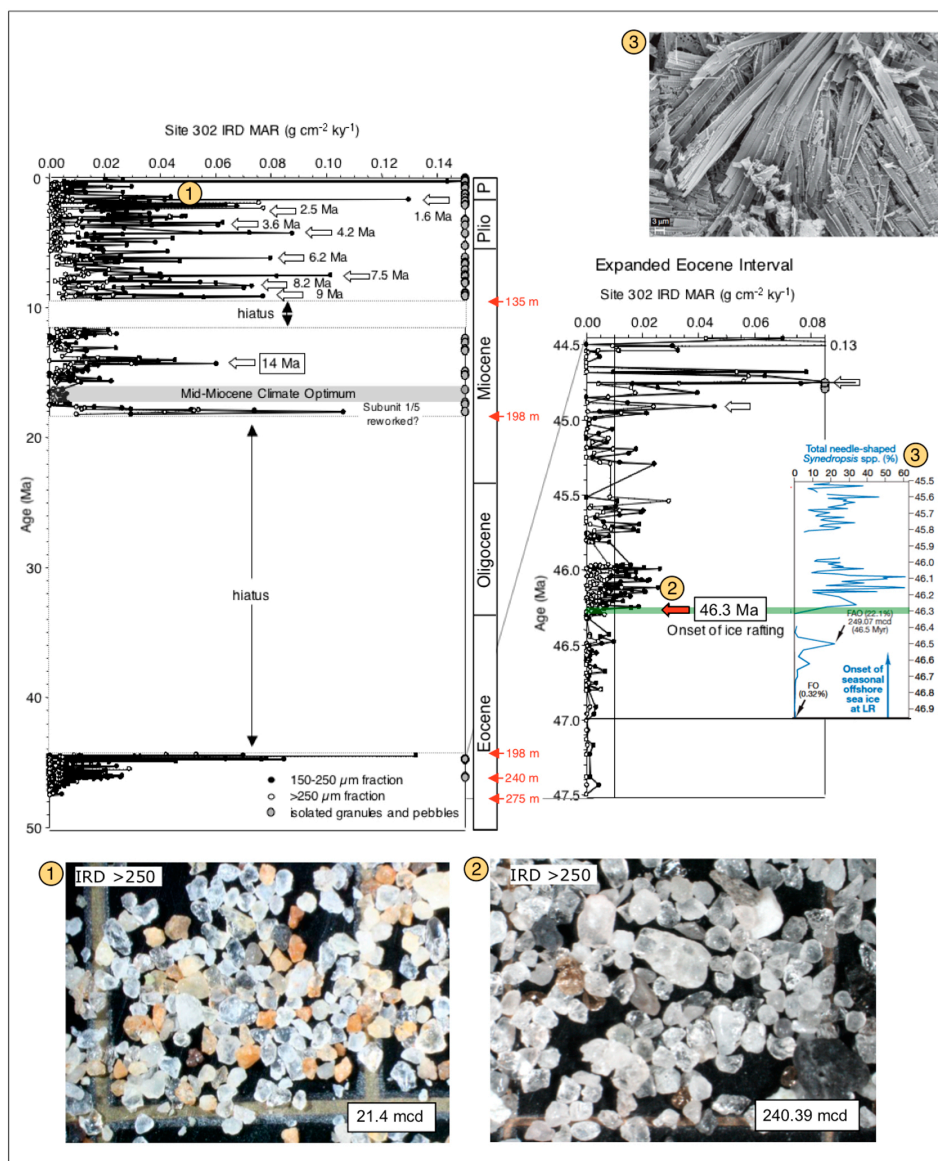 3
3 µm
Site 302 IRD MAR (g cm⁻² ky⁻¹)
0.00 0.02 0.04 0.06 0.08 0.10 0.12 0.14
0
10
20
30
40
50
Age (Ma)
1
1.6 Ma
2.5 Ma
3.6 Ma
4.2 Ma
6.2 Ma
7.5 Ma
8.2 Ma
9 Ma
hiatus
14 Ma
Mid-Miocene Climate Optimum
Subunit 1/5
reworked?
hiatus
150-250 µm fraction
>250 µm fraction
isolated granules and pebbles
P
Plio
Miocene
Oligocene
Eocene
135 m
198 m
198 m
240 m
275 m
Expanded Eocene Interval
Site 302 IRD MAR (g cm⁻² ky⁻¹)
0.00 0.02 0.04 0.06 0.08
44.5
45.0
45.5
46.0
46.5
47.0
47.5
Age (Ma)
0.13
2
46.3 Ma
Onset of ice rafting
Total needle-shaped
Synedropsis spp. (%)
3
0 10 20 30 40 50 60
45.5
45.6
45.7
45.8
45.9
46.0
46.1
46.2
46.3
46.4
46.5
46.6
46.7
46.8
46.9
FAO (22.1%)
249.07 mcd
(46.5 Myr)
FO
(0.32%)
Onset of
seasonal
offshore
sea ice
at LR
1
IRD >250
21.4 mcd
2
IRD >250
240.39 mcd